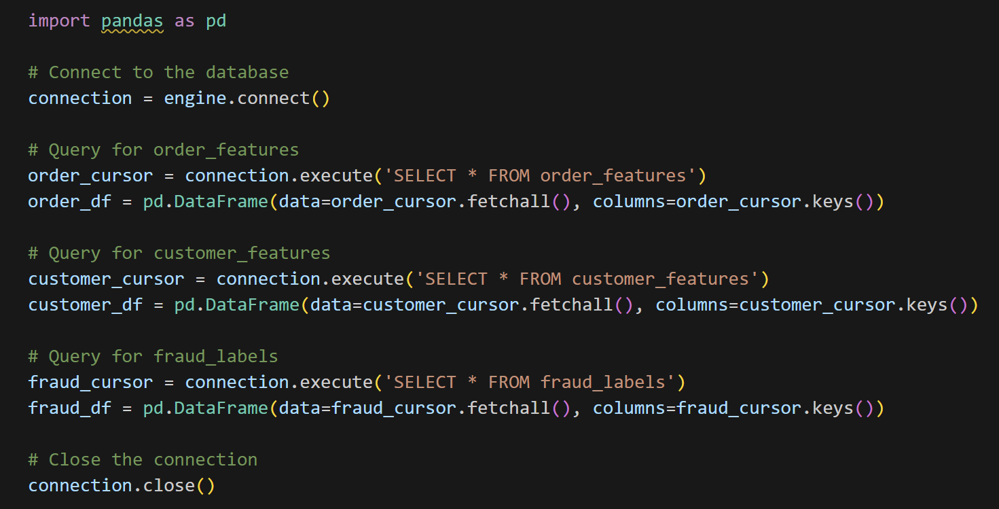 import pandas as pd
# Connect to the database
connection = engine.connect()
# Query for order_features
order_cursor = connection.execute('SELECT * FROM order_features')
order_df = pd.DataFrame(data=order_cursor.fetchall(), columns=order_cursor.keys())
# Query for customer_features
customer_cursor = connection.execute('SELECT * FROM customer_features')
customer_df = pd.DataFrame(data=customer_cursor.fetchall(), columns=customer_cursor.keys())
# Query for fraud_labels
fraud_cursor = connection.execute('SELECT * FROM fraud_labels')
fraud_df = pd.DataFrame(data=fraud_cursor.fetchall(), columns=fraud_cursor.keys())
# Close the connection
connection.close()